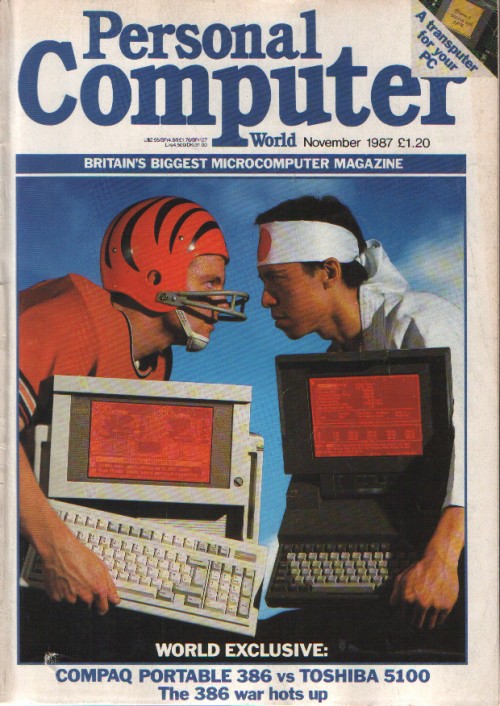 Personal
Computer
World
November 1987 £1.20
A transputer
for your
PC
BRITAIN'S BIGGEST MICROCOMPUTER MAGAZINE
WORLD EXCLUSIVE:
COMPAQ PORTABLE 386 vs TOSHIBA 5100
The 386 war hots up